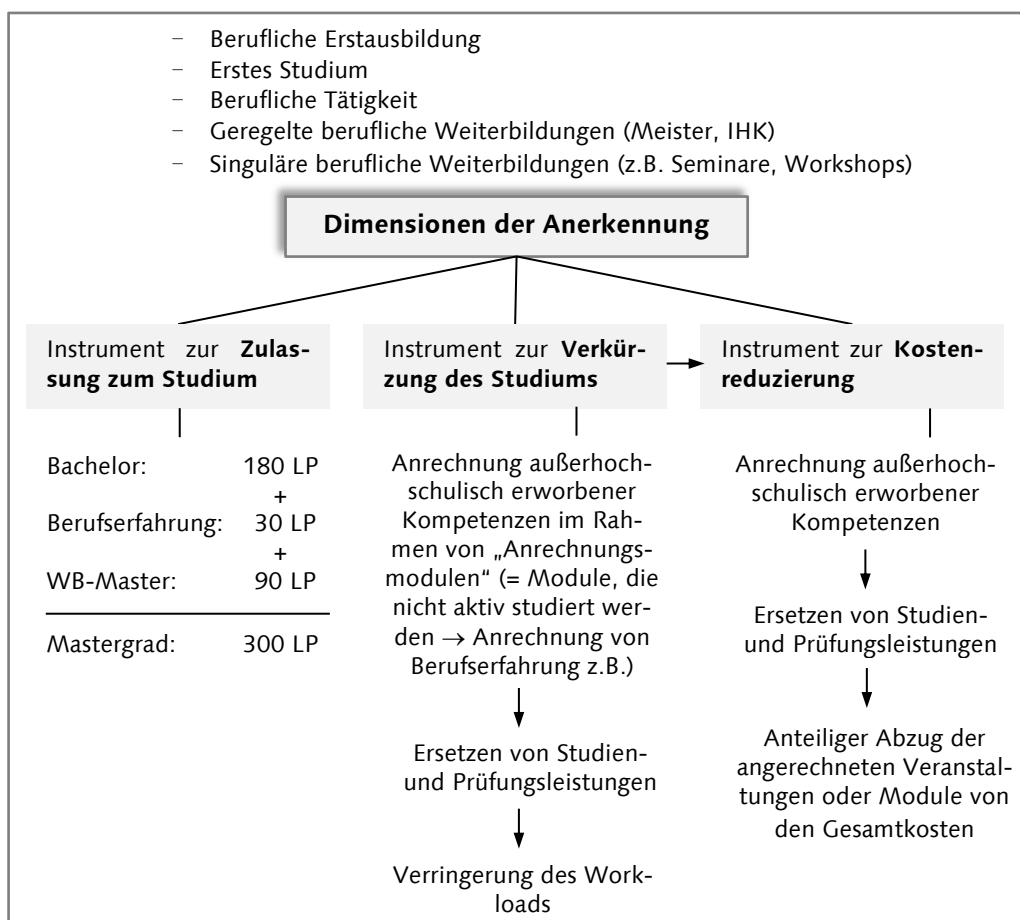 – Berufliche Erstausbildung
– Erstes Studium
– Berufliche Tätigkeit
– Geregelte berufliche Weiterbildungen (Meister, IHK)
– Singuläre berufliche Weiterbildungen (z.B. Seminare, Workshops)
Dimensionen der Anerkennung
Instrument zur Zulas-
sung zum Studium
Bachelor: 180 LP
+
Berufserfahrung: 30 LP
+
WB-Master: 90 LP
Mastergrad: 300 LP
Instrument zur Verkür-
zung des Studiums
Anrechnung außerhoch-
schulisch erworbener
Kompetenzen im Rah-
men von „Anrechnungs-
modulen“ (= Module, die
nicht aktiv studiert wer-
den → Anrechnung von
Berufserfahrung z.B.)
Ersetzen von Studien-
und Prüfungsleistungen
Verringerung des Work-
loads
Instrument zur Kosten-
reduzierung
Anrechnung außerhoch-
schulisch erworbener
Kompetenzen
Ersetzen von Studien-
und Prüfungsleistungen
Anteiliger Abzug der
angerechneten Veranstal-
tungen oder Module von
den Gesamtkosten